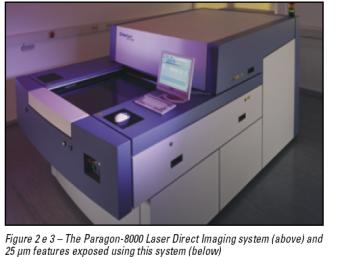 Figure 2 e 3 – The Paragon-8000 Laser Direct Imaging system (above) and
25 µm features exposed using this system (below)